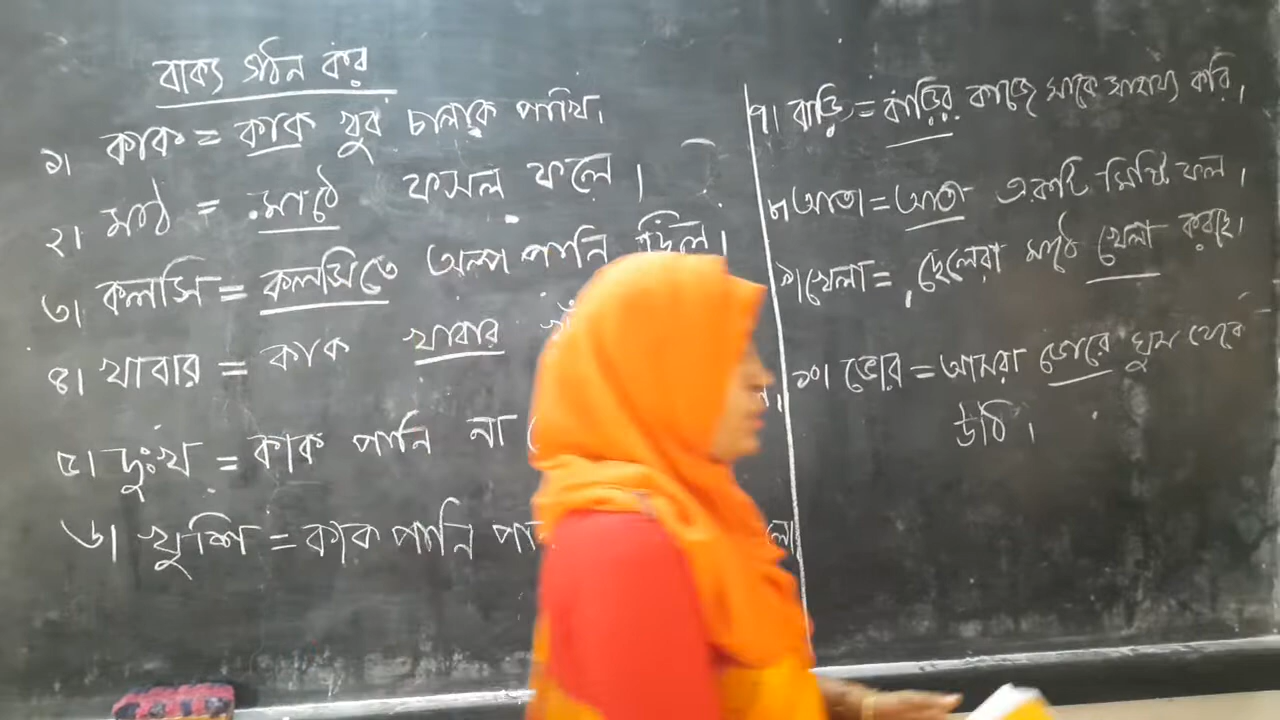 বাক্য গঠন কর
১। কাক = কাক খুব চালাক পাখি।
২। মাঠ = মাঠে ফসল ফলে।
৩। কলসি = কলসিতে অল্প পানি ছিল।
৪। খাবার = কাক খাবার
৫। দুঃখ = কাক পানি না
৬। খুশি = কাক পানি
৭। বাড়ি = বাড়ির কাজে মাকে সাহায্য করি।
৮। আতা = আতা একটি মিষ্টি ফল।
৯। খেলা = ছেলেরা মাঠে খেলা করছে।
১০। ভোর = আমরা ভোরে ঘুম থেকে
উঠি।